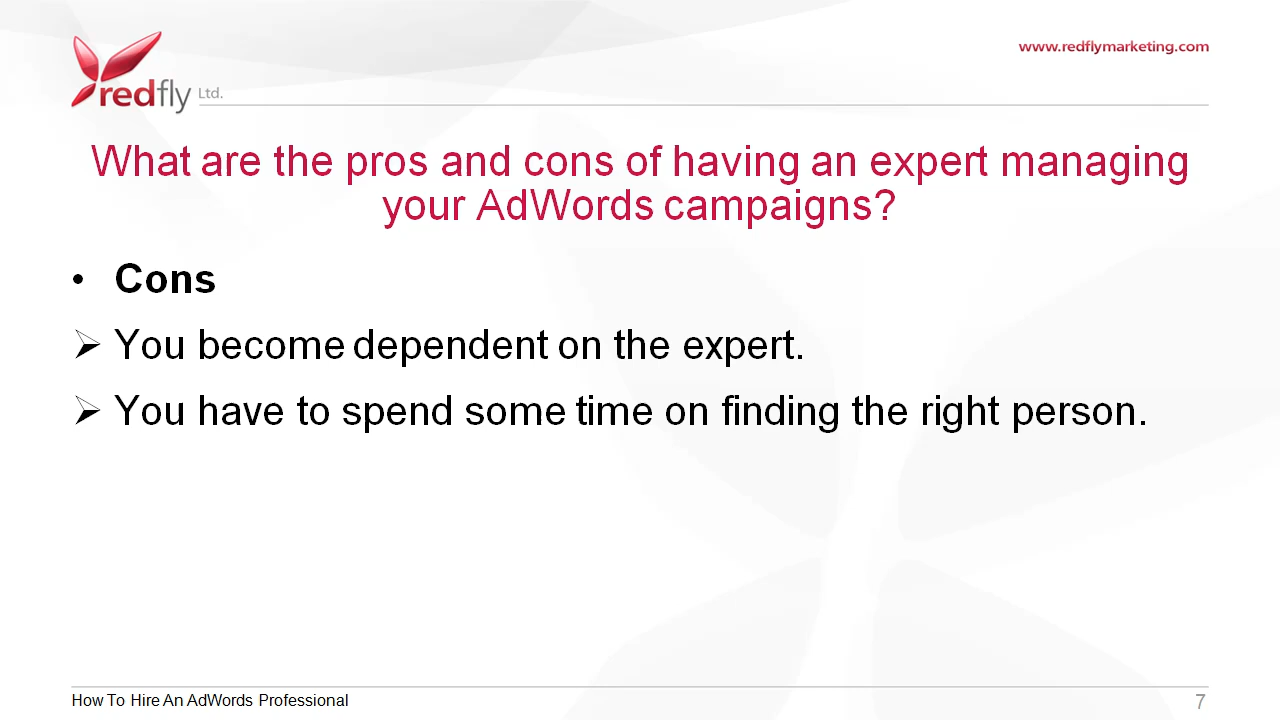 redfly Ltd.
www.redflymarketing.com
What are the pros and cons of having an expert managing
your AdWords campaigns?
• Cons
➢ You become dependent on the expert.
➢ You have to spend some time on finding the right person.
How To Hire An AdWords Professional
7